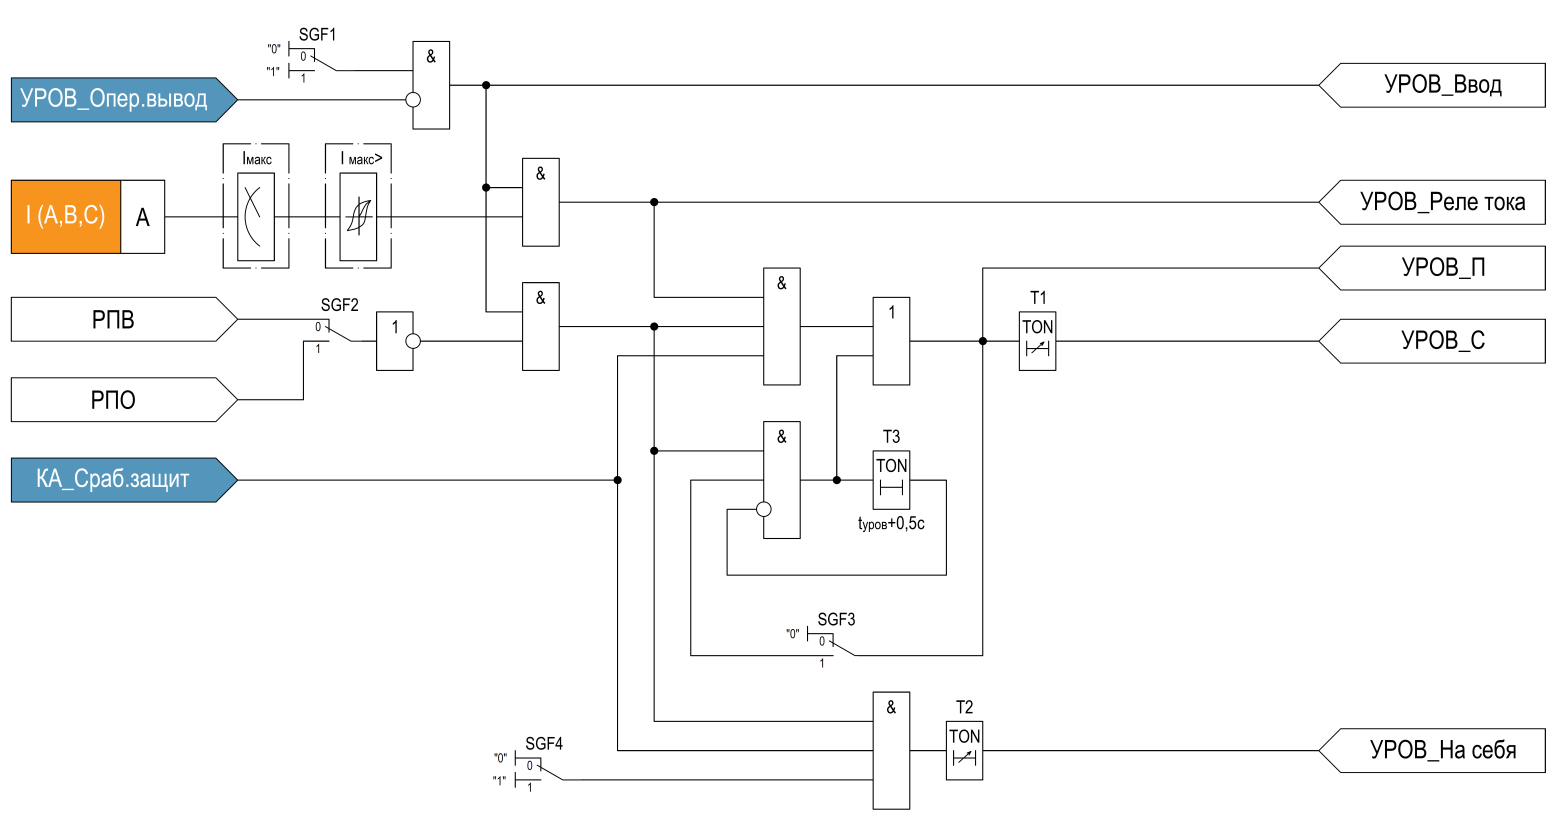 SGF1
"0"
0
"1"
1
&
УРОВ_Опер.вывод
УРОВ_Ввод
Iмакс
I макс>
&
I (A,B,C)
A
УРОВ_Реле тока
УРОВ_П
РПВ
SGF2
0
1
1
&
&
1
T1
TON
УРОВ_С
РПО
КА_Сраб.защит
&
T3
TON
tуров+0,5с
SGF3
"0"
0
1
&
T2
TON
УРОВ_На себя
SGF4
"0"
0
"1"
1